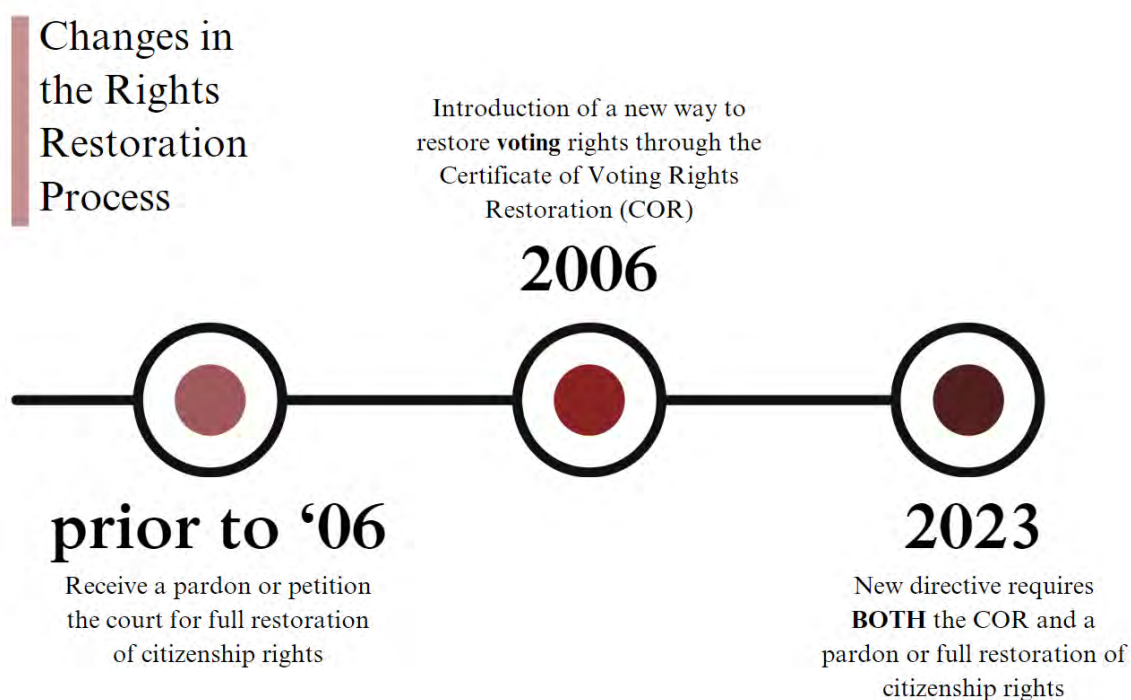 Changes in
the Rights
Restoration
Process
Introduction of a new way to
restore voting rights through the
Certificate of Voting Rights
Restoration (COR)
2006
prior to ‘06
Receive a pardon or petition
the court for full restoration
of citizenship rights
2023
New directive requires
BOTH the COR and a
pardon or full restoration of
citizenship rights